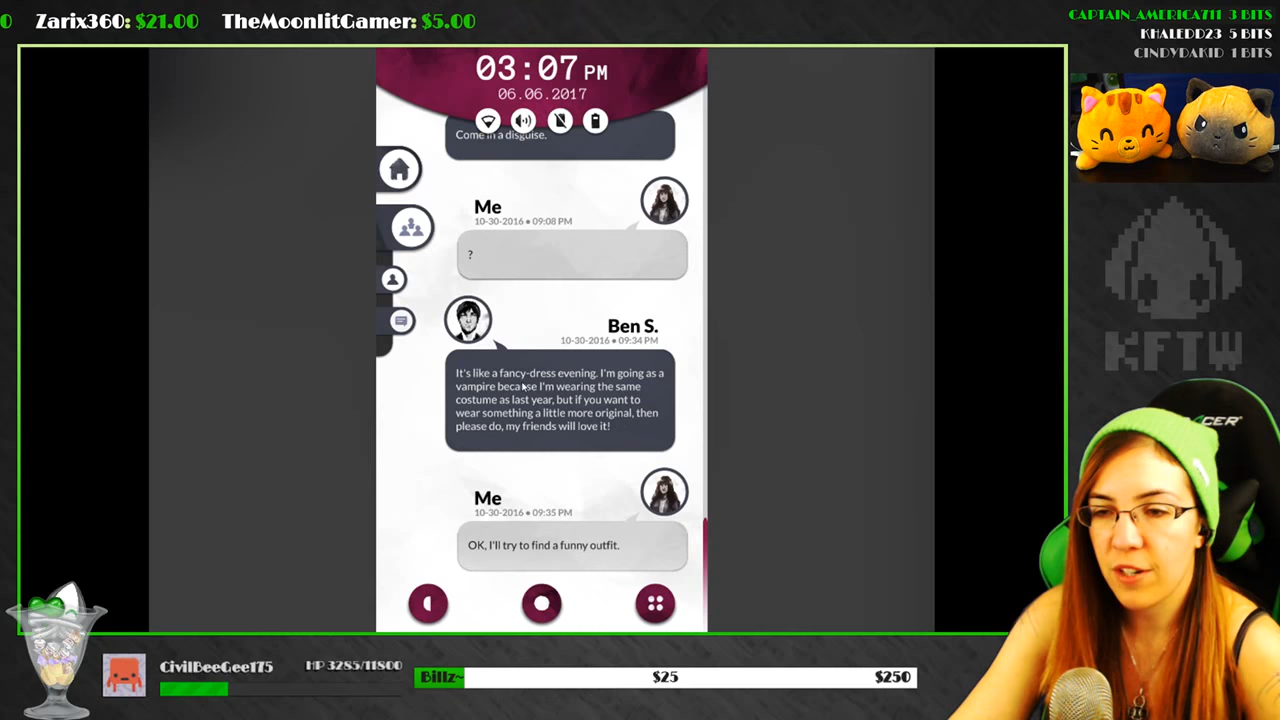 0 Zarix360: $21.00 TheMoonlitGamer: $5.00
CAPTAIN_AMERICA711 3 BITS
KHALEDD23 5 BITS
CINDYDAKID 1 BITS
03:07 PM
06.06.2017
Come in a disguise.
Me
10-30-2016 • 09:08 PM
?
Ben S.
10-30-2016 • 09:34 PM
It's like a fancy-dress evening. I'm going as a
vampire because I'm wearing the same
costume as last year, but if you want to
wear something a little more original, then
please do, my friends will love it!
Me
10-30-2016 • 09:35 PM
OK, I'll try to find a funny outfit.
KFTW
CivilBeeGee175 HP 3285/11800
Billz~ $25 $250